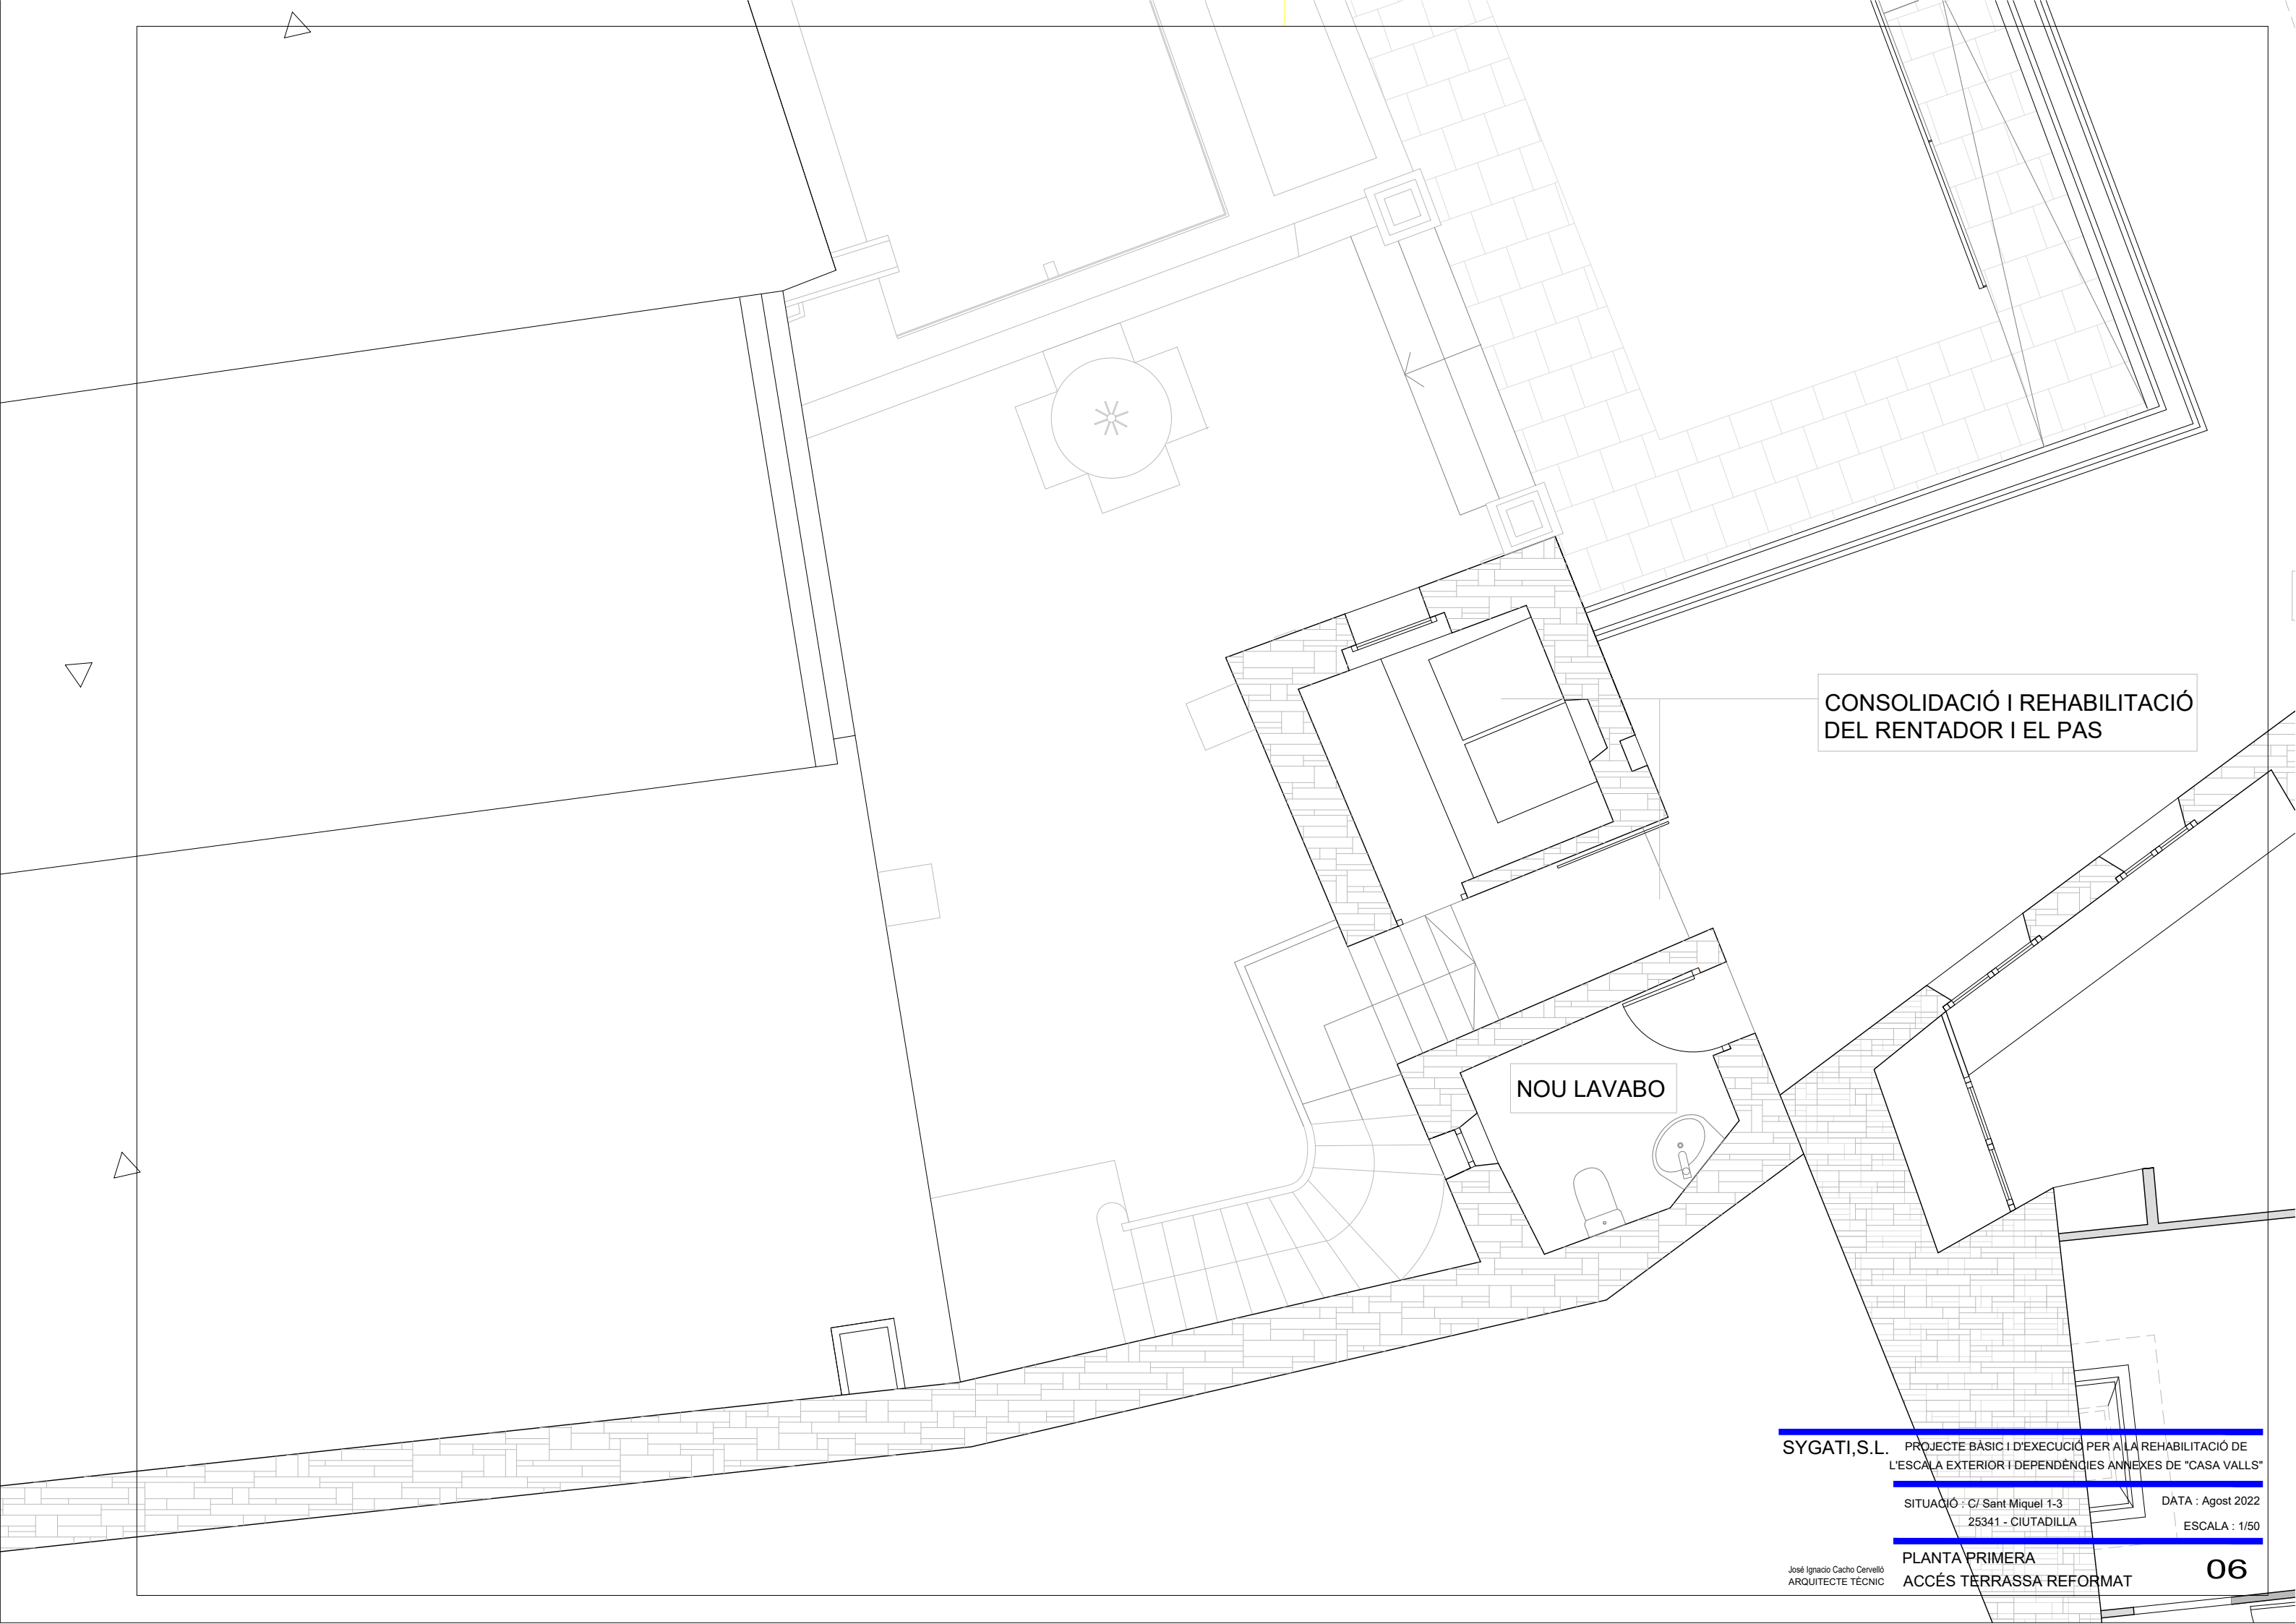 CONSOLIDACIÓ I REHABILITACIÓ
DEL RENTADOR I EL PAS
NOU LAVABO
SYGATI,S.L.
PROJECTE BÀSIC I D'EXECUCIÓ PER A LA REHABILITACIÓ DE
L'ESCALA EXTERIOR I DEPENDÈNCIES ANNEXES DE "CASA VALLS"
SITUACIÓ : C/ Sant Miquel 1-3
25341 - CIUTADILLA
DATA : Agost 2022
ESCALA : 1/50
José Ignacio Cacho Cervelló
ARQUITECTE TÈCNIC
PLANTA PRIMERA
ACCÉS TERRASSA REFORMAT
06